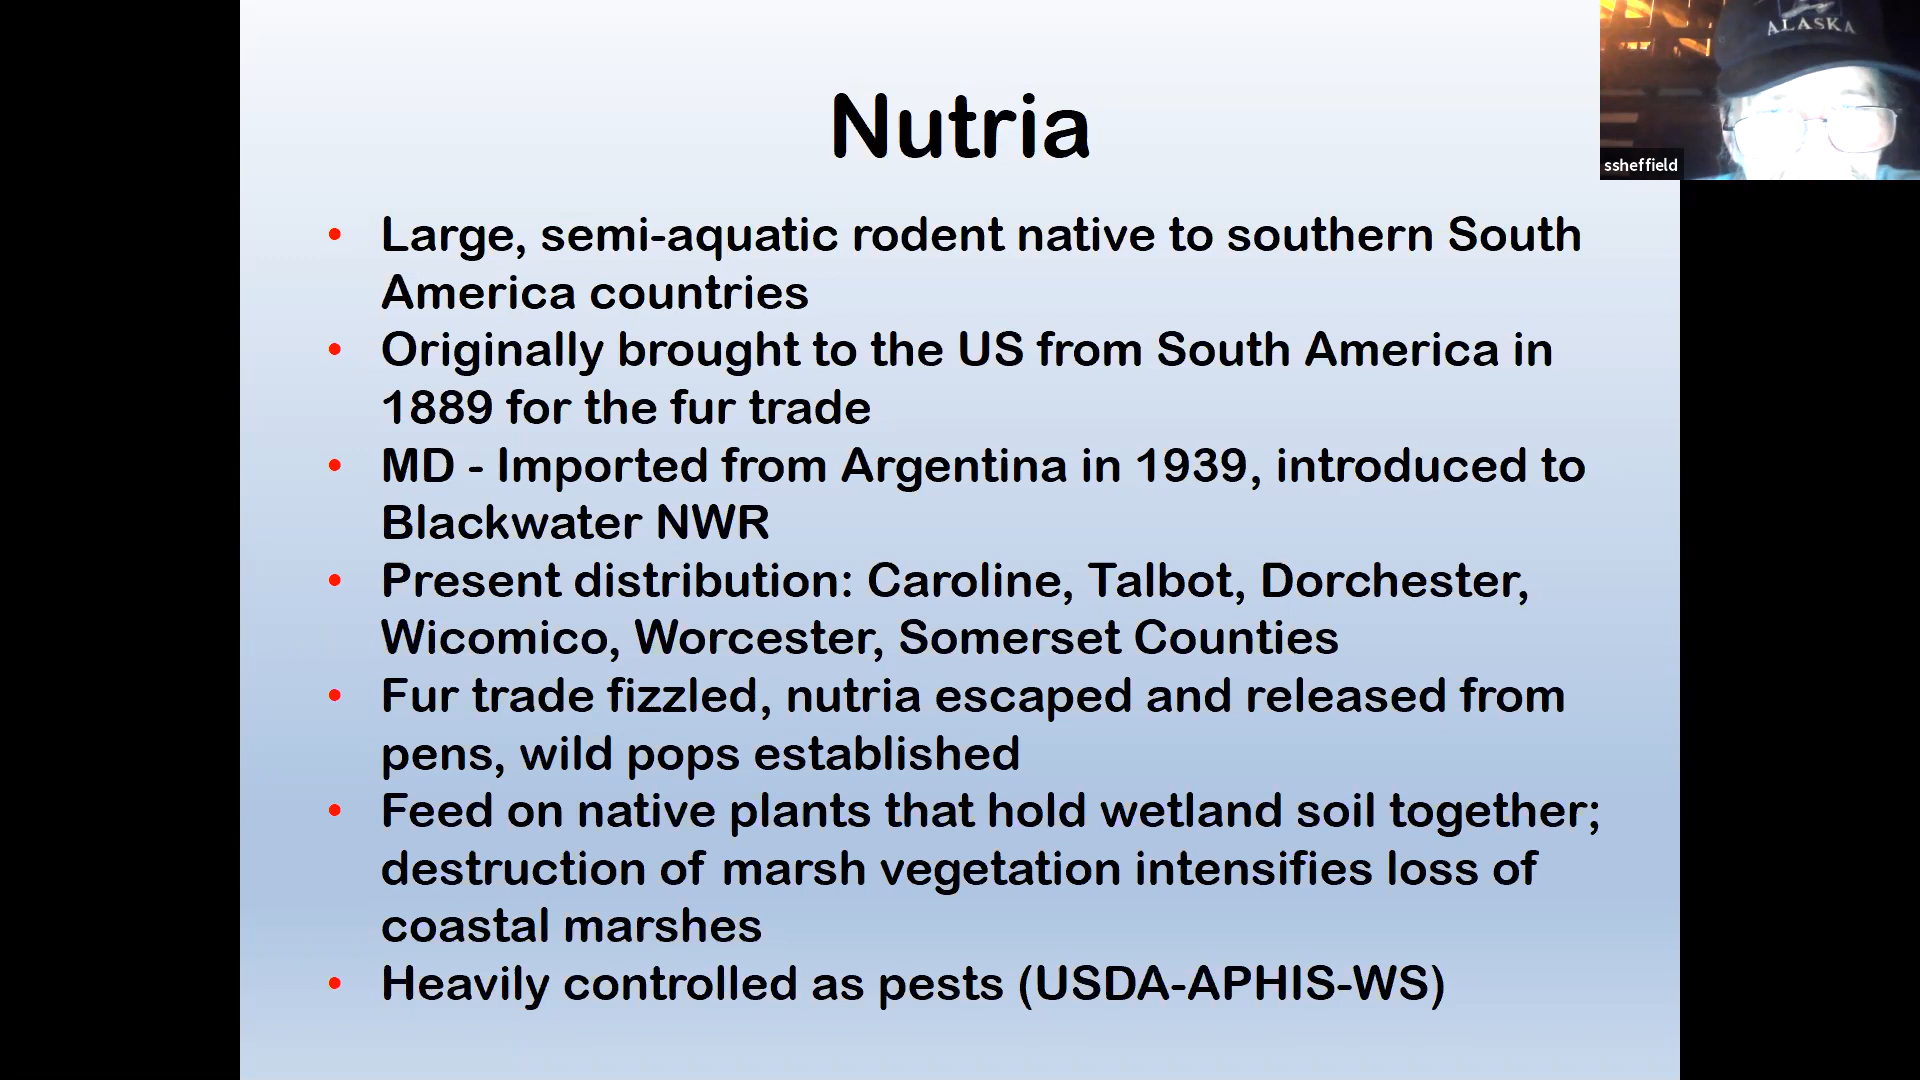 Nutria
• Large, semi-aquatic rodent native to southern South
America countries
• Originally brought to the US from South America in
1889 for the fur trade
• MD - Imported from Argentina in 1939, introduced to
Blackwater NWR
• Present distribution: Caroline, Talbot, Dorchester,
Wicomico, Worcester, Somerset Counties
• Fur trade fizzled, nutria escaped and released from
pens, wild pops established
• Feed on native plants that hold wetland soil together;
destruction of marsh vegetation intensifies loss of
coastal marshes
• Heavily controlled as pests (USDA-APHIS-WS)
ALASKA
ssheffield